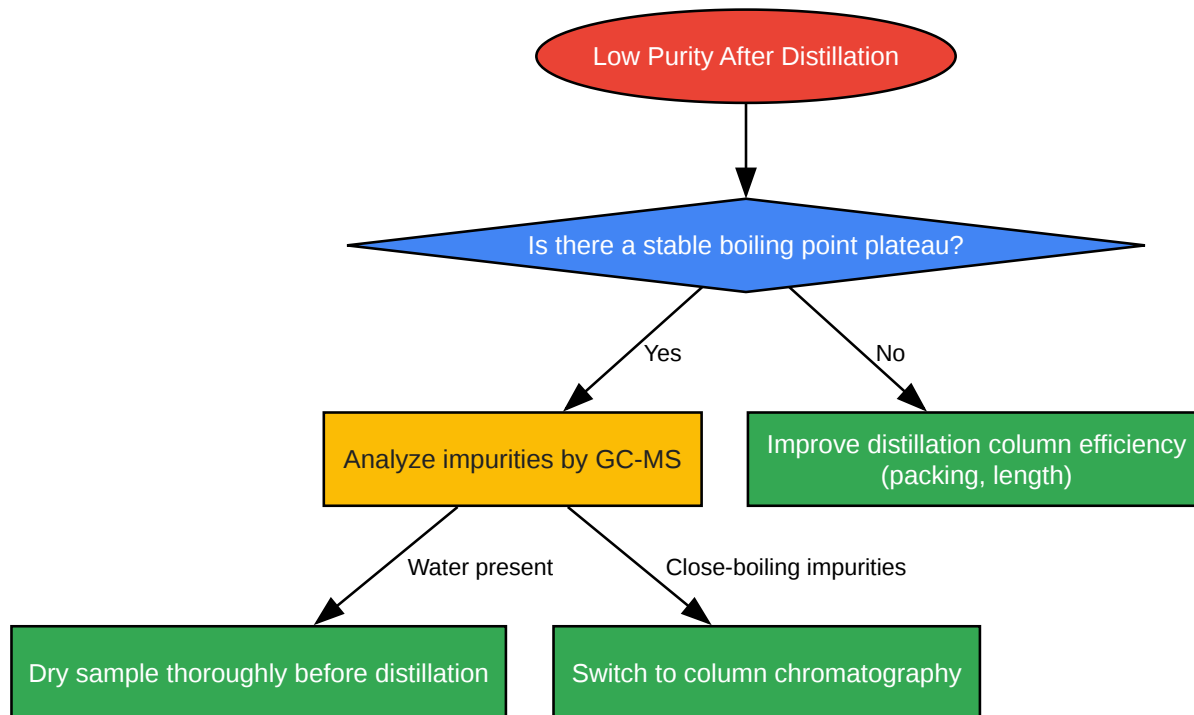 Low Purity After Distillation
Is there a stable boiling point plateau?
Yes
No
Analyze impurities by GC-MS
Improve distillation column efficiency
(packing, length)
Water present
Close-boiling impurities
Dry sample thoroughly before distillation
Switch to column chromatography